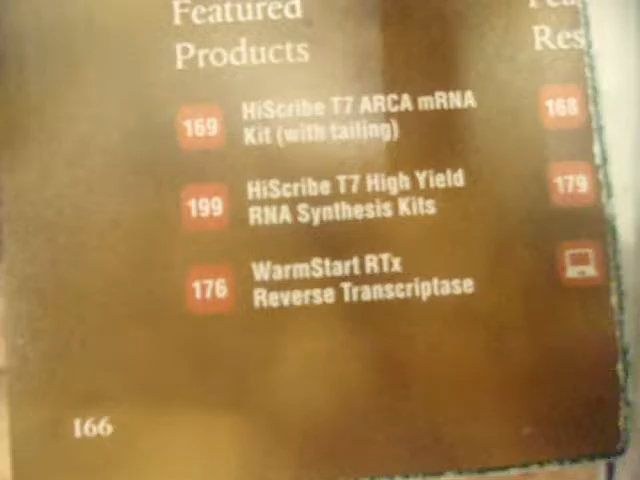 Featured
Products
169 HiScribe T7 ARCA mRNA
Kit (with tailing)
199 HiScribe T7 High Yield
RNA Synthesis Kits
176 WarmStart RTx
Reverse Transcriptase
Res
168
179
166